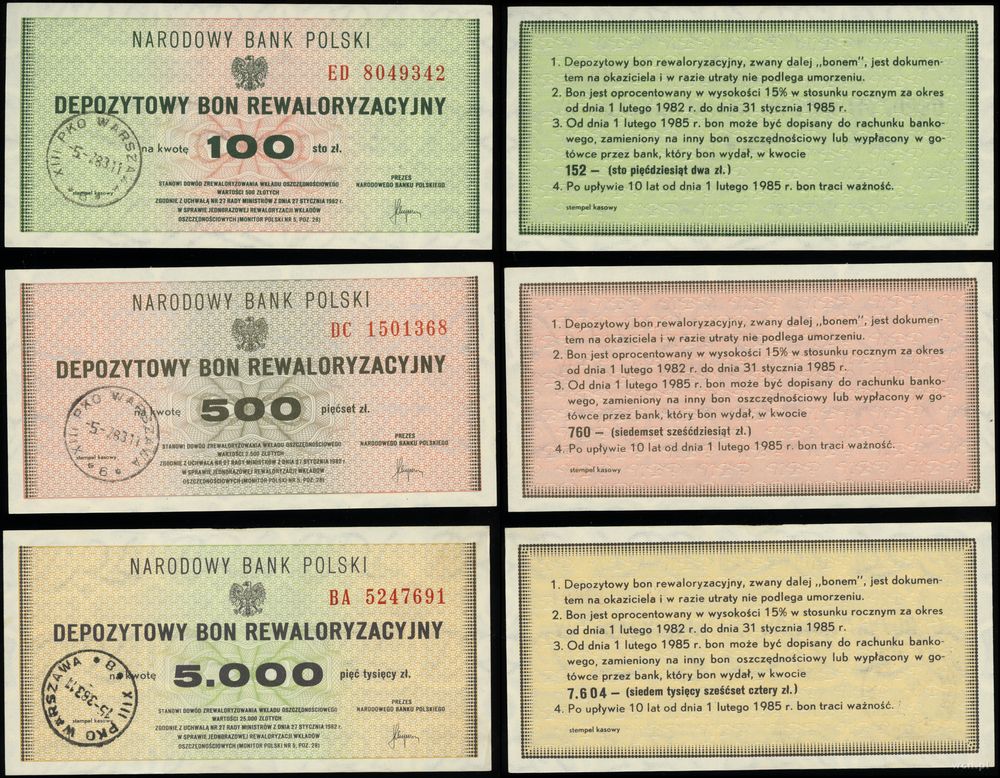 NARODOWY BANK POLSKI
ED 8049342
DEPOZYTOWY BON REWALORYZACYJNY
na kwotę 100 sto zł.
XIII PKO WARSZAWA
-5-283.11
stempel kasowy
STANOWI DOWÓD ZREWALORYZOWANIA WKŁADU OSZCZĘDNOŚCIOWEGO
WARTOŚCI 500 ZŁOTYCH
ZGODNIE Z UCHWAŁĄ NR 27 RADY MINISTRÓW Z DNIA 27 STYCZNIA 1982 r.
W SPRAWIE JEDNORAZOWEJ REWALORYZACJI WKŁADÓW
OSZCZĘDNOŚCIOWYCH (MONITOR POLSKI NR 5, POZ. 28)
PREZES
NARODOWEGO BANKU POLSKIEGO
1. Depozytowy bon rewaloryzacyjny, zwany dalej „bonem", jest dokumen-
tem na okaziciela i w razie utraty nie podlega umorzeniu.
2. Bon jest oprocentowany w wysokości 15% w stosunku rocznym za okres
od dnia 1 lutego 1982 r. do dnia 31 stycznia 1985 r.
3. Od dnia 1 lutego 1985 r. bon może być dopisany do rachunku banko-
wego, zamieniony na inny bon oszczędnościowy lub wypłacony w go-
tówce przez bank, który bon wydał, w kwocie
152 – (sto pięćdziesiąt dwa zł.)
4. Po upływie 10 lat od dnia 1 lutego 1985 r. bon traci ważność.
stempel kasowy
NARODOWY BANK POLSKI
DC 1501368
DEPOZYTOWY BON REWALORYZACYJNY
na kwotę 500 pięćset zł.
XIII PKO WARSZAWA
-5-283.11
* 6 *
stempel kasowy
STANOWI DOWÓD ZREWALORYZOWANIA WKŁADU OSZCZĘDNOŚCIOWEGO
WARTOŚCI 2.500 ZŁOTYCH
ZGODNIE Z UCHWAŁĄ NR 27 RADY MINISTRÓW Z DNIA 27 STYCZNIA 1982 r.
W SPRAWIE JEDNORAZOWEJ REWALORYZACJI WKŁADÓW
OSZCZĘDNOŚCIOWYCH (MONITOR POLSKI NR 5, POZ. 28)
PREZES
NARODOWEGO BANKU POLSKIEGO
1. Depozytowy bon rewaloryzacyjny, zwany dalej „bonem", jest dokumen-
tem na okaziciela i w razie utraty nie podlega umorzeniu.
2. Bon jest oprocentowany w wysokości 15% w stosunku rocznym za okres
od dnia 1 lutego 1982 r. do dnia 31 stycznia 1985 r.
3. Od dnia 1 lutego 1985 r. bon może być dopisany do rachunku banko-
wego, zamieniony na inny bon oszczędnościowy lub wypłacony w go-
tówce przez bank, który bon wydał, w kwocie
760 – (siedemset sześćdziesiąt zł.)
4. Po upływie 10 lat od dnia 1 lutego 1985 r. bon traci ważność.
stempel kasowy
NARODOWY BANK POLSKI
BA 5247691
DEPOZYTOWY BON REWALORYZACYJNY
na kwotę 5.000 pięć tysięcy zł.
XIII PKO WARSZAWA
stempel kasowy
STANOWI DOWÓD ZREWALORYZOWANIA WKŁADU OSZCZĘDNOŚCIOWEGO
WARTOŚCI 25.000 ZŁOTYCH
ZGODNIE Z UCHWAŁĄ NR 27 RADY MINISTRÓW Z DNIA 27 STYCZNIA 1982 r.
W SPRAWIE JEDNORAZOWEJ REWALORYZACJI WKŁADÓW
OSZCZĘDNOŚCIOWYCH (MONITOR POLSKI NR 5, POZ. 28)
PREZES
NARODOWEGO BANKU POLSKIEGO
1. Depozytowy bon rewaloryzacyjny, zwany dalej „bonem", jest dokumen-
tem na okaziciela i w razie utraty nie podlega umorzeniu.
2. Bon jest oprocentowany w wysokości 15% w stosunku rocznym za okres
od dnia 1 lutego 1982 r. do dnia 31 stycznia 1985 r.
3. Od dnia 1 lutego 1985 r. bon może być dopisany do rachunku banko-
wego, zamieniony na inny bon oszczędnościowy lub wypłacony w go-
tówce przez bank, który bon wydał, w kwocie
7.604 – (siedem tysięcy sześćset cztery zł.)
4. Po upływie 10 lat od dnia 1 lutego 1985 r. bon traci ważność.
stempel kasowy